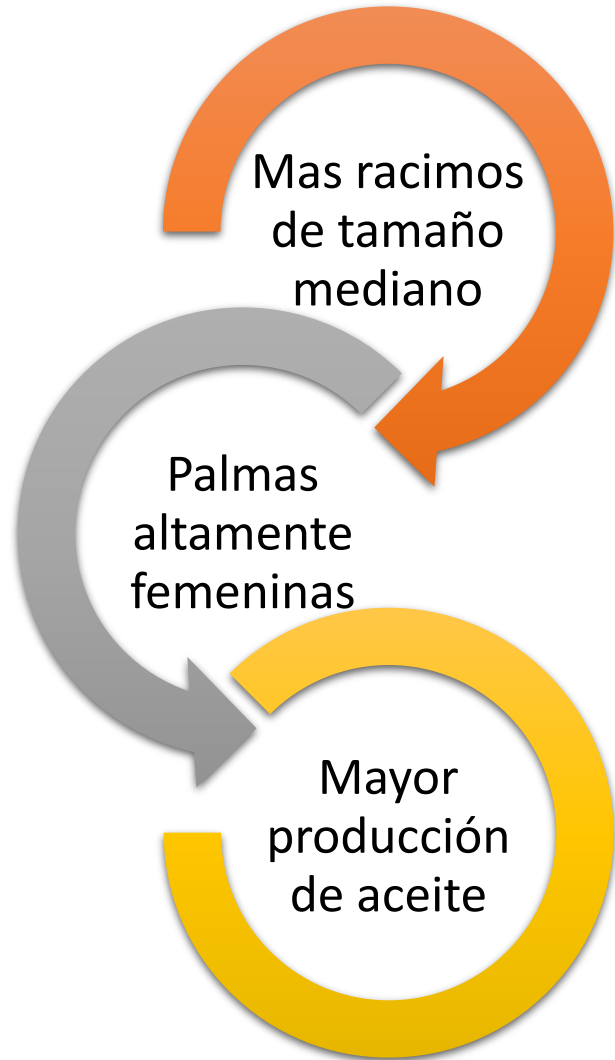 Mas racimos
de tamaño
mediano
Palmas
altamente
femeninas
Mayor
producción
de aceite